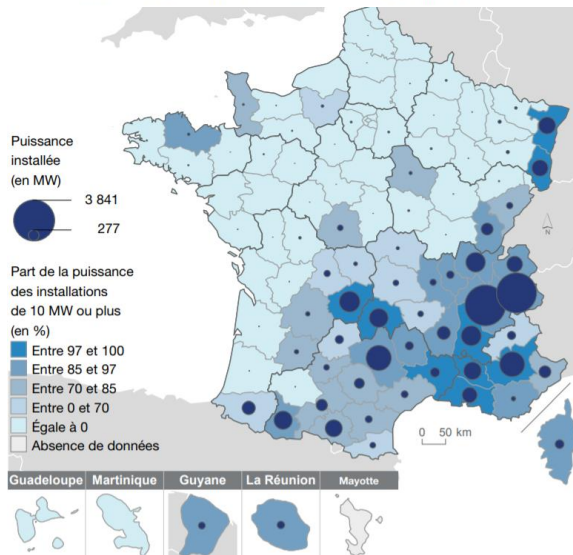 Puissance
installée
(en MW)
3 841
277
Part de la puissance
des installations
de 10 MW ou plus
(en %)
Entre 97 et 100
Entre 85 et 97
Entre 70 et 85
Entre 0 et 70
Égale à 0
Absence de données
N
0 50 km
Guadeloupe Martinique Guyane La Réunion Mayotte